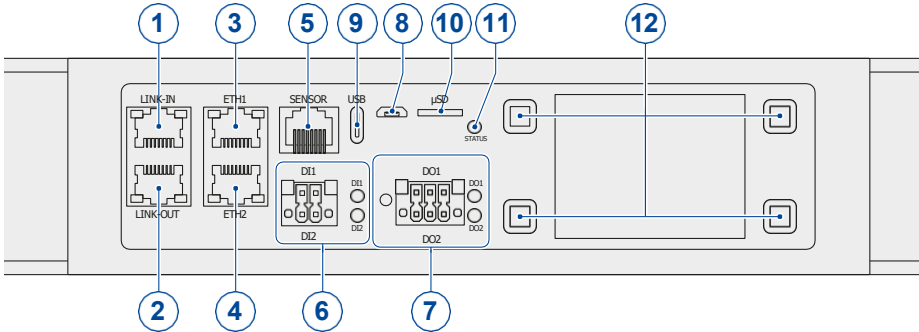 1 3 5 9 8 10 11 12
LINK-IN ETH1 SENSOR USB µSD
STATUS
DI1 DI1 DO1 DO1
DI2 DO2
LINK-OUT ETH2 DI2 DO2
2 4 6 7